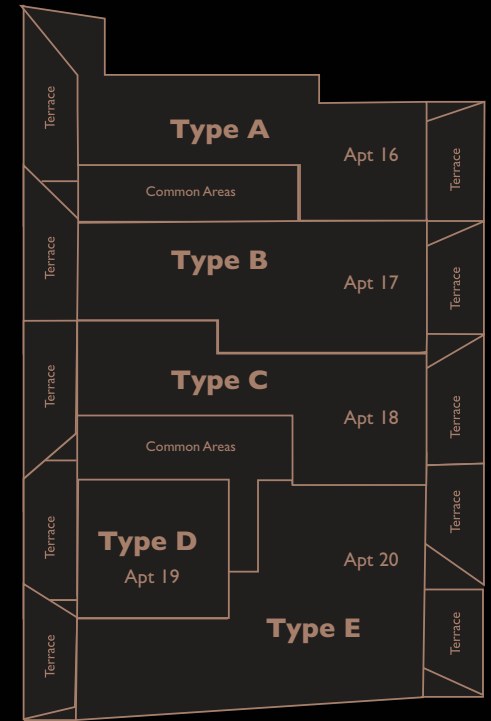 Terrace
Type A
Apt 16
Terrace
Common Areas
Terrace
Type B
Apt 17
Terrace
Terrace
Type C
Apt 18
Terrace
Common Areas
Terrace
Type D
Apt 19
Apt 20
Terrace
Type E
Terrace
Terrace